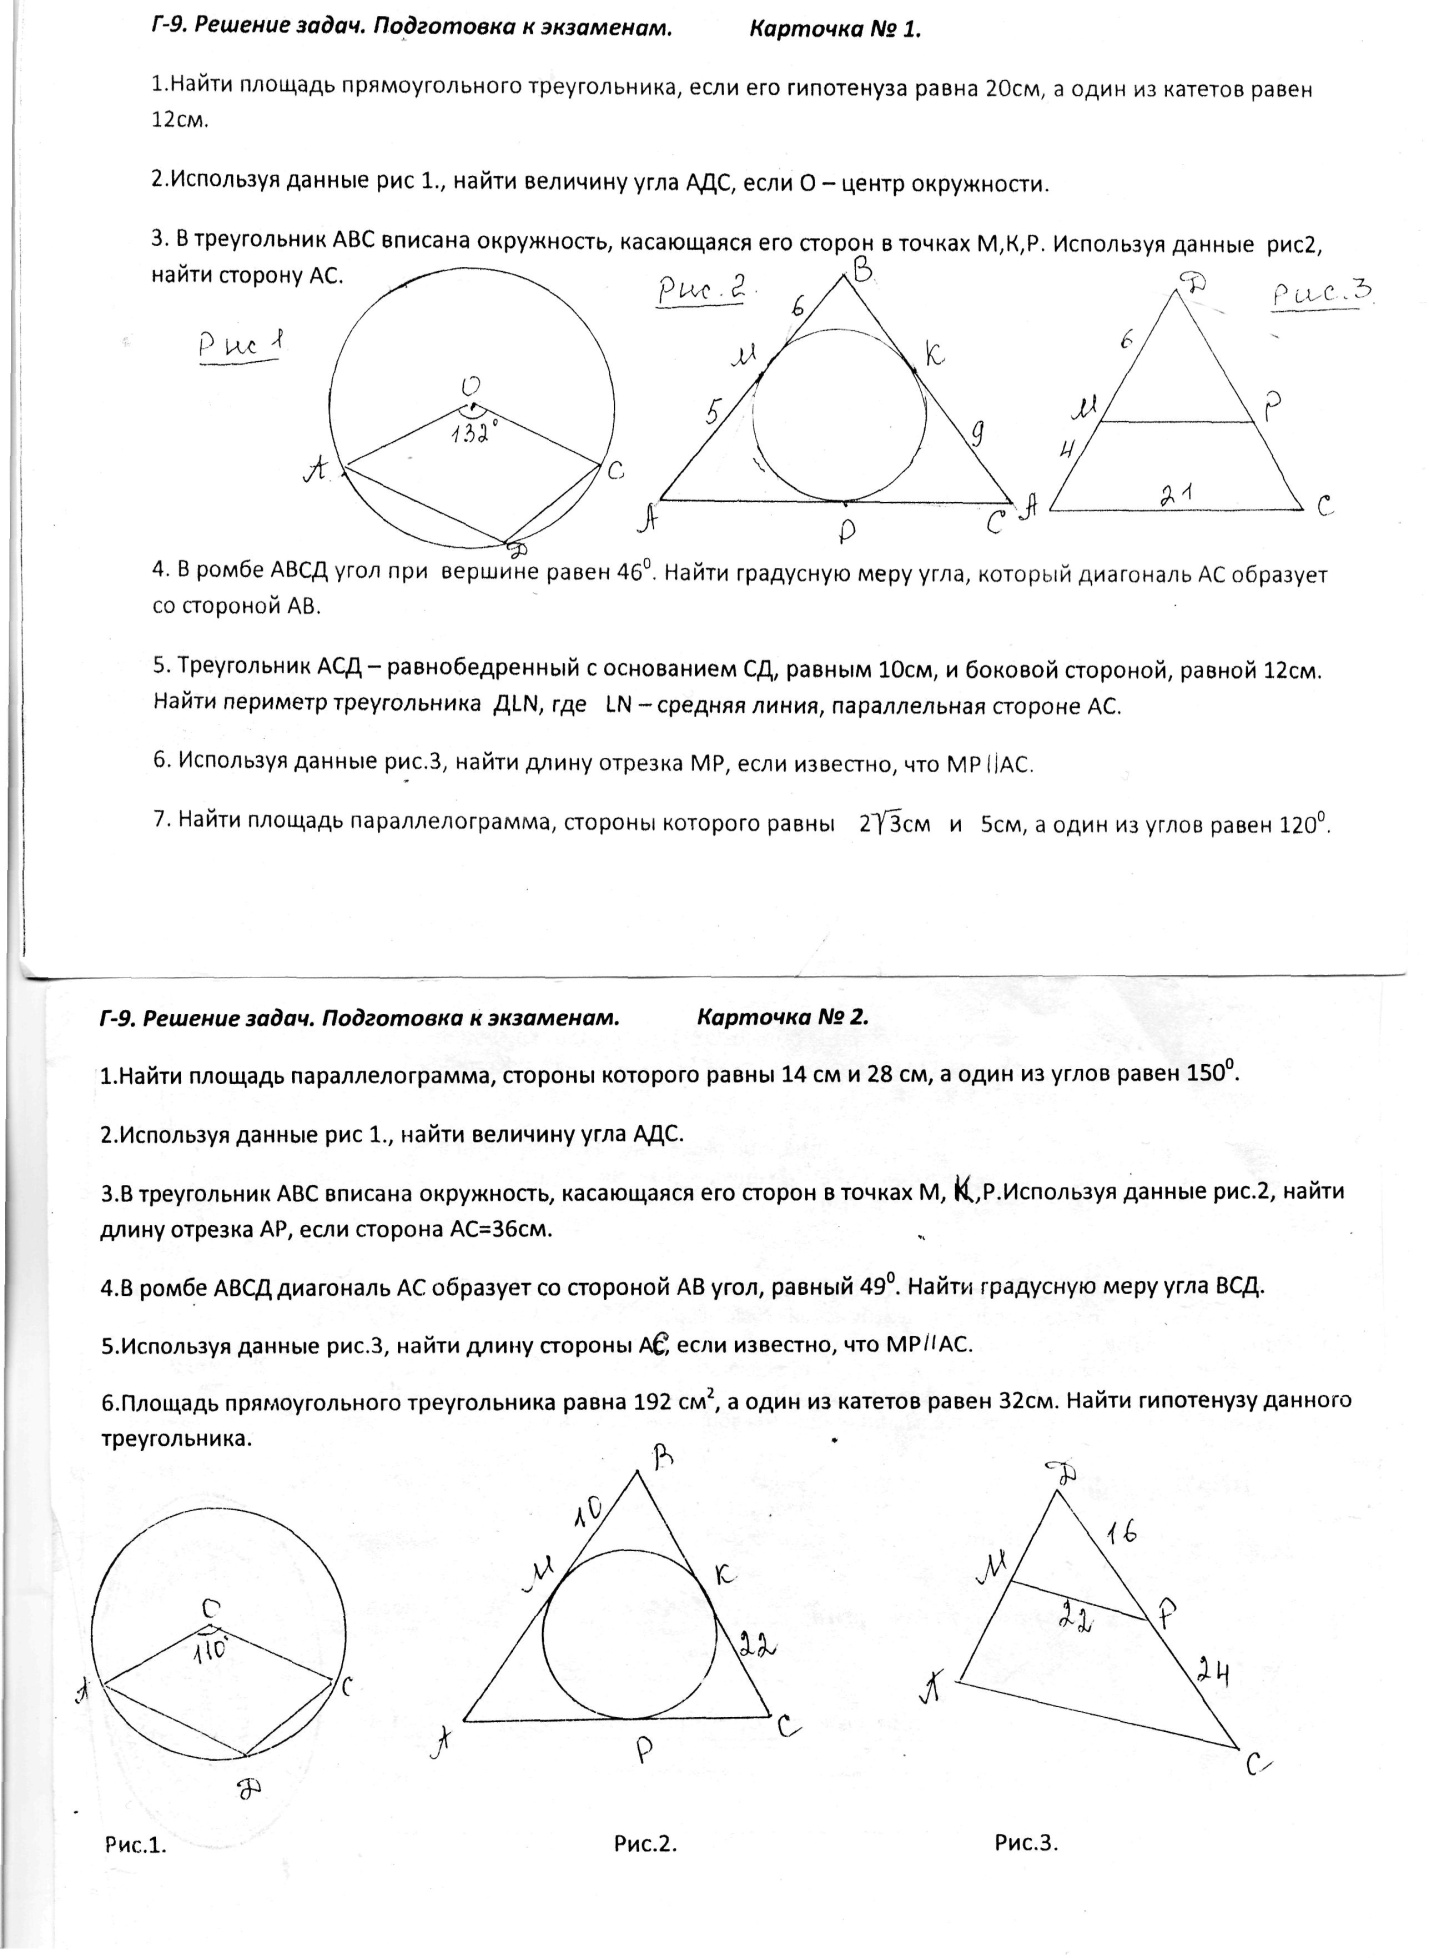 Г-9. Решение задач. Подготовка к экзаменам. Карточка № 1.
1.Найти площадь прямоугольного треугольника, если его гипотенуза равна 20см, а один из катетов равен
12см.
2.Используя данные рис 1., найти величину угла АДС, если О – центр окружности.
3. В треугольник АВС вписана окружность, касающаяся его сторон в точках М,К,Р. Используя данные рис2,
найти сторону АС.
Рис 1
О
132°
А
С
Д
Рис. 2.
В
6
М
К
5
9
А
Р
С
Рис.3
Д
6
М
Р
4
21
А
С
4. В ромбе АВСД угол при вершине равен 46⁰. Найти градусную меру угла, который диагональ АС образует
со стороной АВ.
5. Треугольник АСД – равнобедренный с основанием СД, равным 10см, и боковой стороной, равной 12см.
Найти периметр треугольника ДLN, где LN – средняя линия, параллельная стороне АС.
6. Используя данные рис.3, найти длину отрезка МР, если известно, что МР||АС.
7. Найти площадь параллелограмма, стороны которого равны 2√3см и 5см, а один из углов равен 120⁰.
Г-9. Решение задач. Подготовка к экзаменам. Карточка № 2.
1.Найти площадь параллелограмма, стороны которого равны 14 см и 28 см, а один из углов равен 150⁰.
2.Используя данные рис 1., найти величину угла АДС.
3.В треугольник АВС вписана окружность, касающаяся его сторон в точках М, К,,Р.Используя данные рис.2, найти
длину отрезка АР, если сторона АС=36см.
4.В ромбе АВСД диагональ АС образует со стороной АВ угол, равный 49⁰. Найти градусную меру угла ВСД.
5.Используя данные рис.3, найти длину стороны АС, если известно, что МР//АС.
6.Площадь прямоугольного треугольника равна 192 см², а один из катетов равен 32см. Найти гипотенузу данного
треугольника.
О
110°
А
С
Д
В
10
М
К
22
А
Р
С
Д
16
М
22
Р
24
А
С
Рис.1. Рис.2. Рис.3.